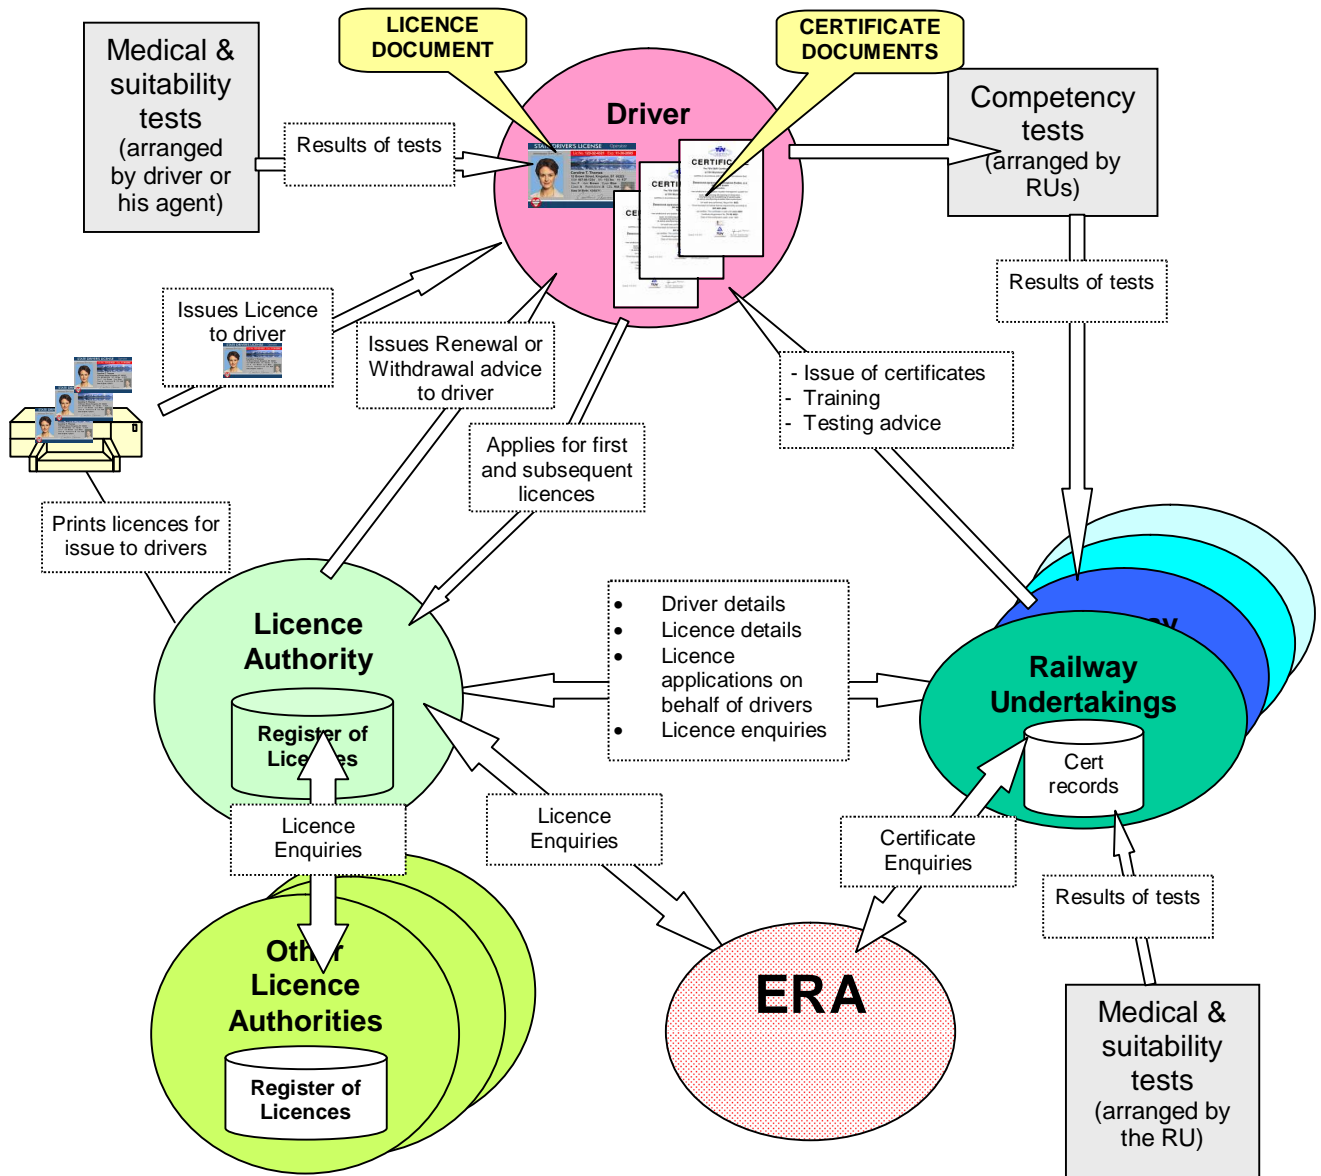 LICENCE
DOCUMENT
CERTIFICATE
DOCUMENTS
Medical &
suitability
tests
(arranged
by driver or
his agent)
Results of tests
Driver
STATE DRIVER'S LICENSE
CERTIFICATE
Competency
tests
(arranged by
RUs)
Results of tests
Issues Licence
to driver
Issues Renewal or
Withdrawal advice
to driver
- Issue of certificates
- Training
- Testing advice
Applies for first
and subsequent
licences
Prints licences for
issue to drivers
Licence
Authority
Register of
Licences
• Driver details
• Licence details
• Licence
applications on
behalf of drivers
• Licence enquiries
Railway
Undertakings
Cert
records
Licence
Enquiries
Licence
Enquiries
Certificate
Enquiries
Results of tests
Other
Licence
Authorities
Register of
Licences
ERA
Medical &
suitability
tests
(arranged by
the RU)